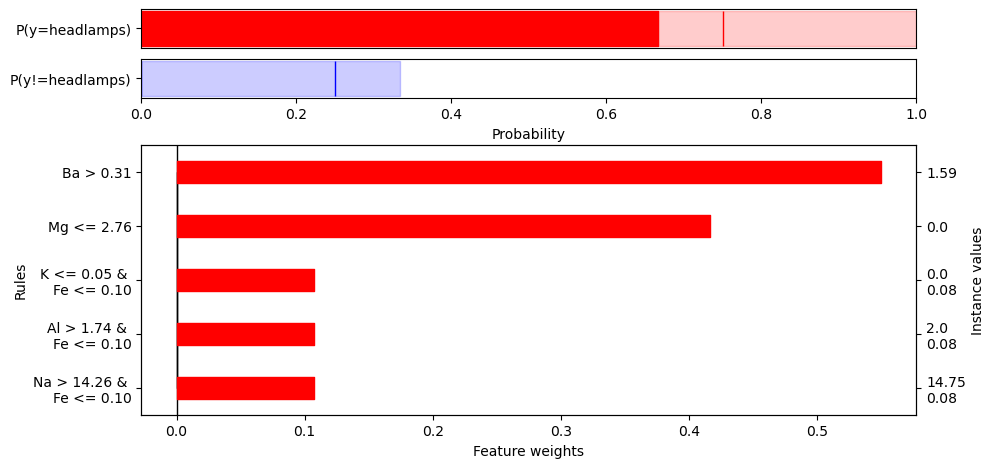 P(y=headlamps)
P(y!=headlamps)
0.0 0.2 0.4 0.6 0.8 1.0
Probability
Rules
Ba > 0.31 1.59
Mg <= 2.76 0.0
K <= 0.05 & 0.0
Fe <= 0.10 0.08
Al > 1.74 & 2.0
Fe <= 0.10 0.08
Na > 14.26 & 14.75
Fe <= 0.10 0.08
Instance values
0.0 0.1 0.2 0.3 0.4 0.5
Feature weights